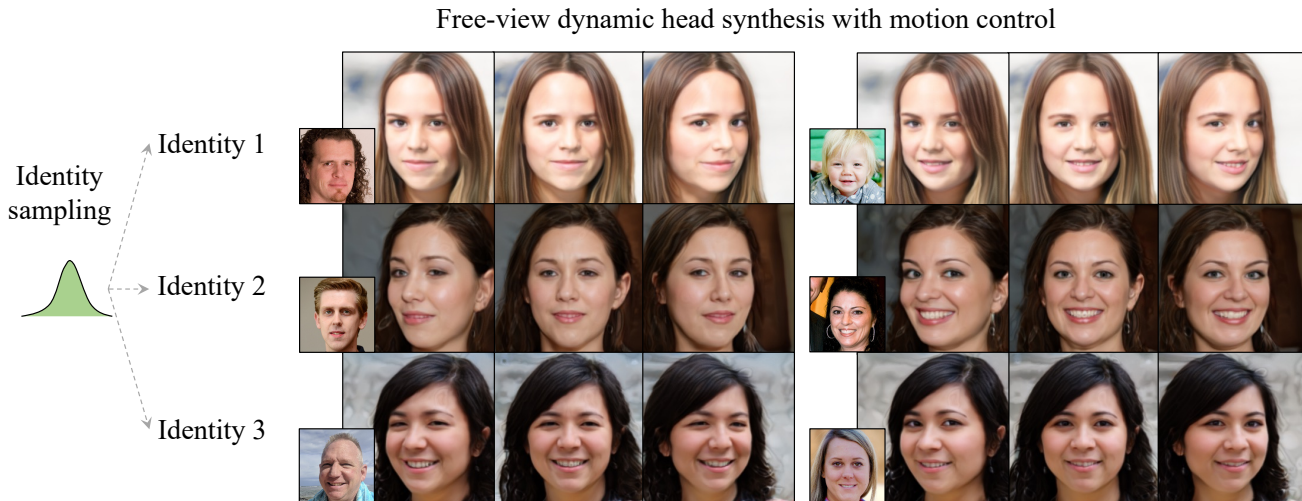 Free-view dynamic head synthesis with motion control
Identity 1
Identity
sampling
Identity 2
Identity 3